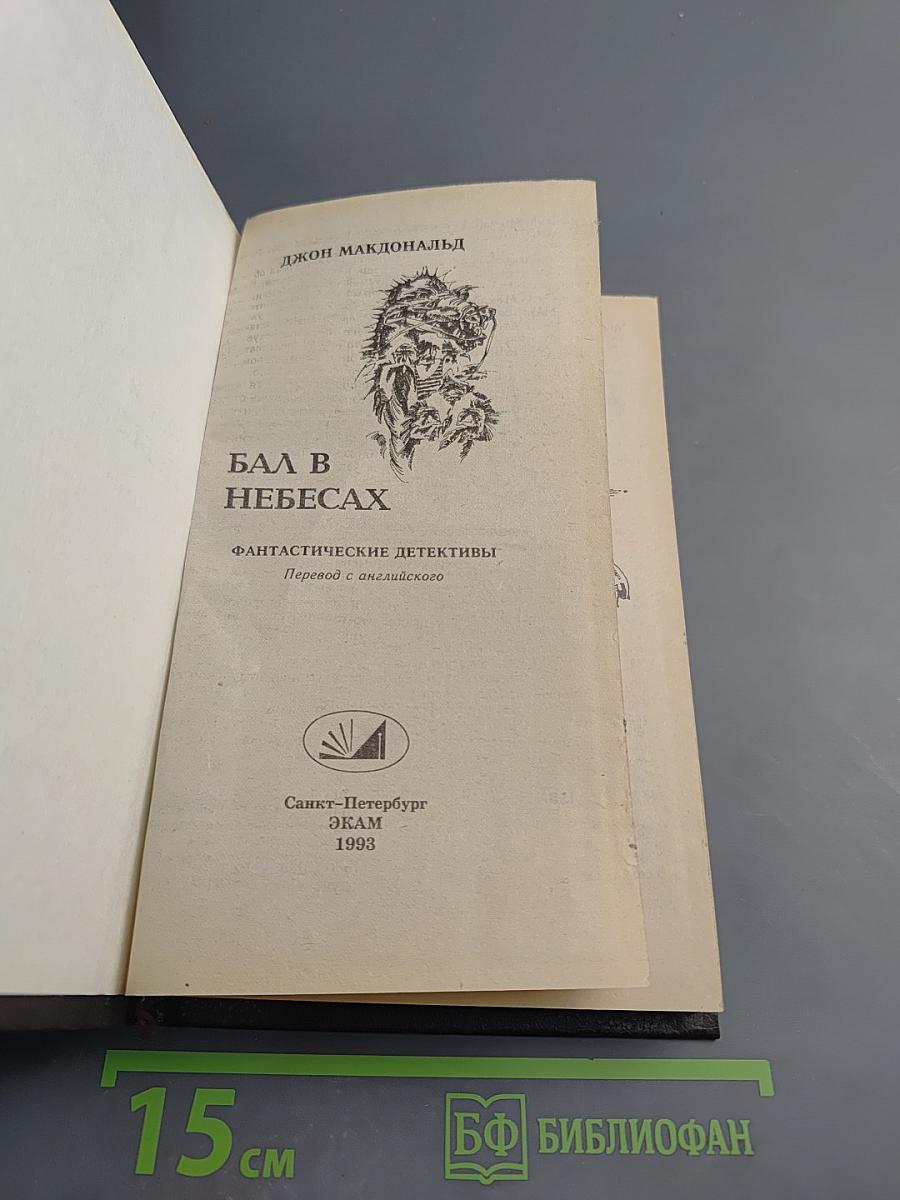 ДЖОН МАКДОНАЛЬД
БАЛ В
НЕБЕСАХ
ФАНТАСТИЧЕСКИЕ ДЕТЕКТИВЫ
Перевод с английского
Санкт-Петербург
ЭКАМ
1993
15 см
БФ БИБЛИОФАН